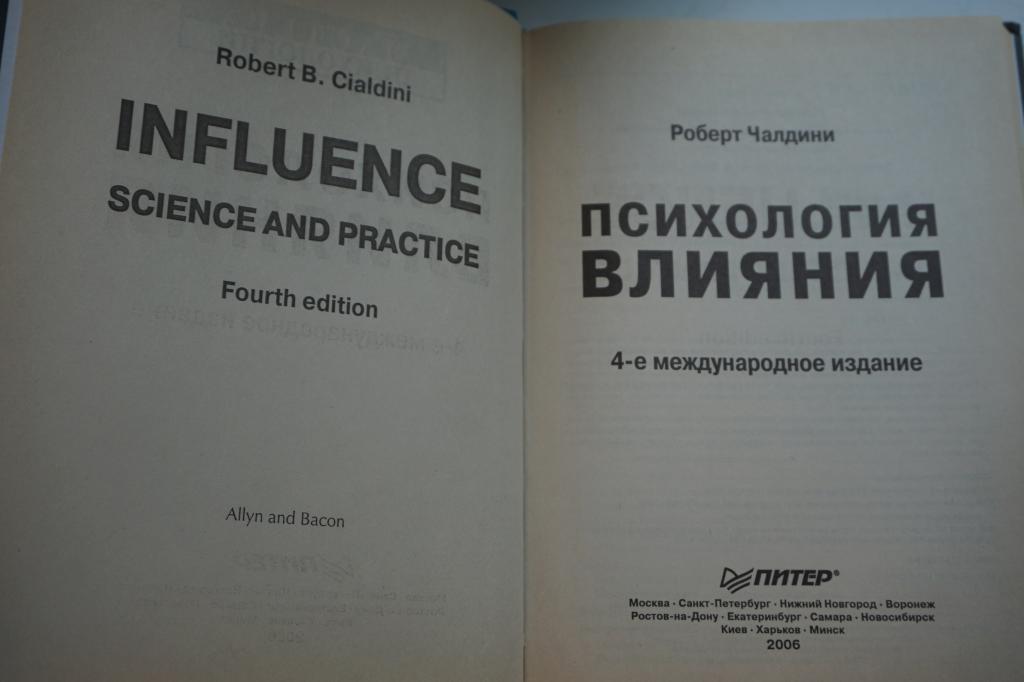 Robert B. Cialdini
INFLUENCE
SCIENCE AND PRACTICE
Fourth edition
Allyn and Bacon
Роберт Чалдини
ПСИХОЛОГИЯ
ВЛИЯНИЯ
4-е международное издание
ПИТЕР®
Москва · Санкт-Петербург · Нижний Новгород · Воронеж
Ростов-на-Дону · Екатеринбург · Самара · Новосибирск
Киев · Харьков · Минск
2006